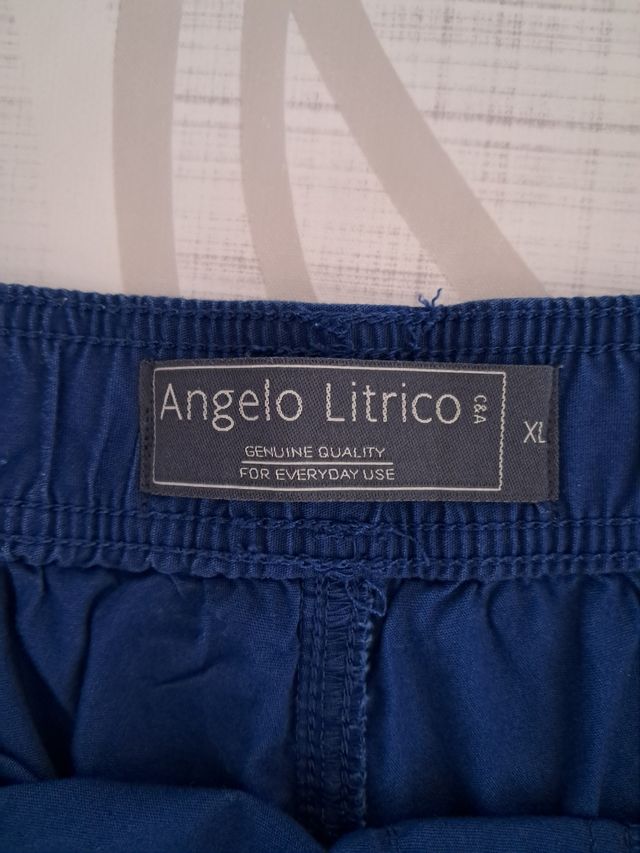 Angelo Litrico C&A
XL
GENUINE QUALITY
FOR EVERYDAY USE